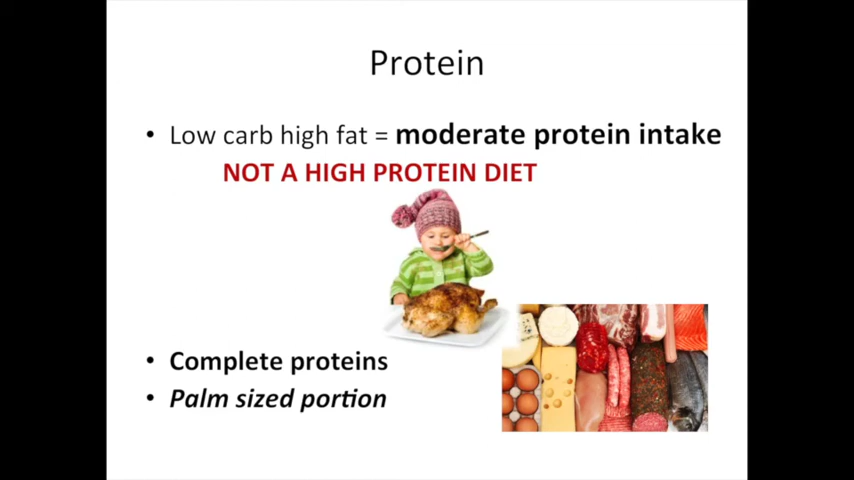 Protein
• Low carb high fat = moderate protein intake
NOT A HIGH PROTEIN DIET
• Complete proteins
• Palm sized portion